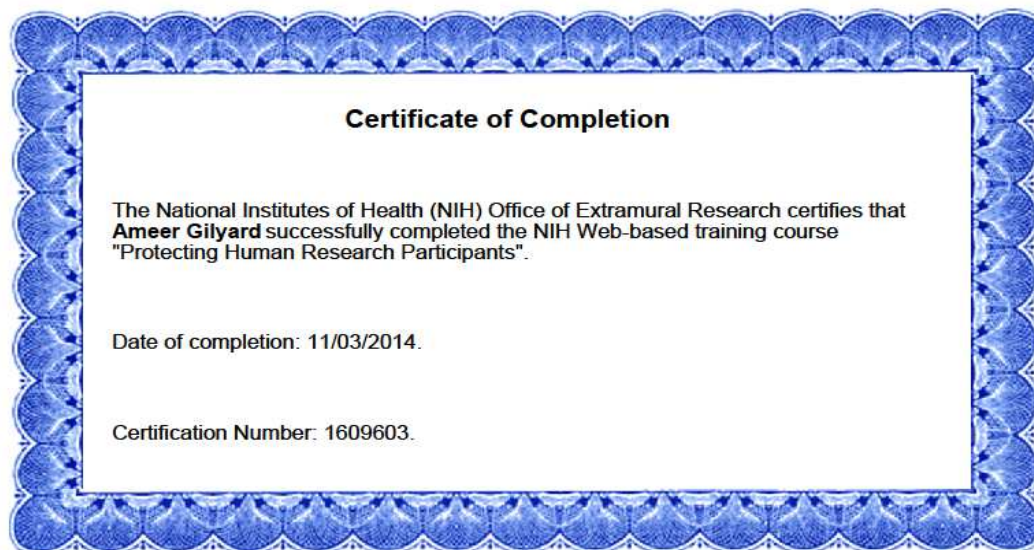 Certificate of Completion
The National Institutes of Health (NIH) Office of Extramural Research certifies that
Ameer Gilyard successfully completed the NIH Web-based training course
"Protecting Human Research Participants".
Date of completion: 11/03/2014.
Certification Number: 1609603.